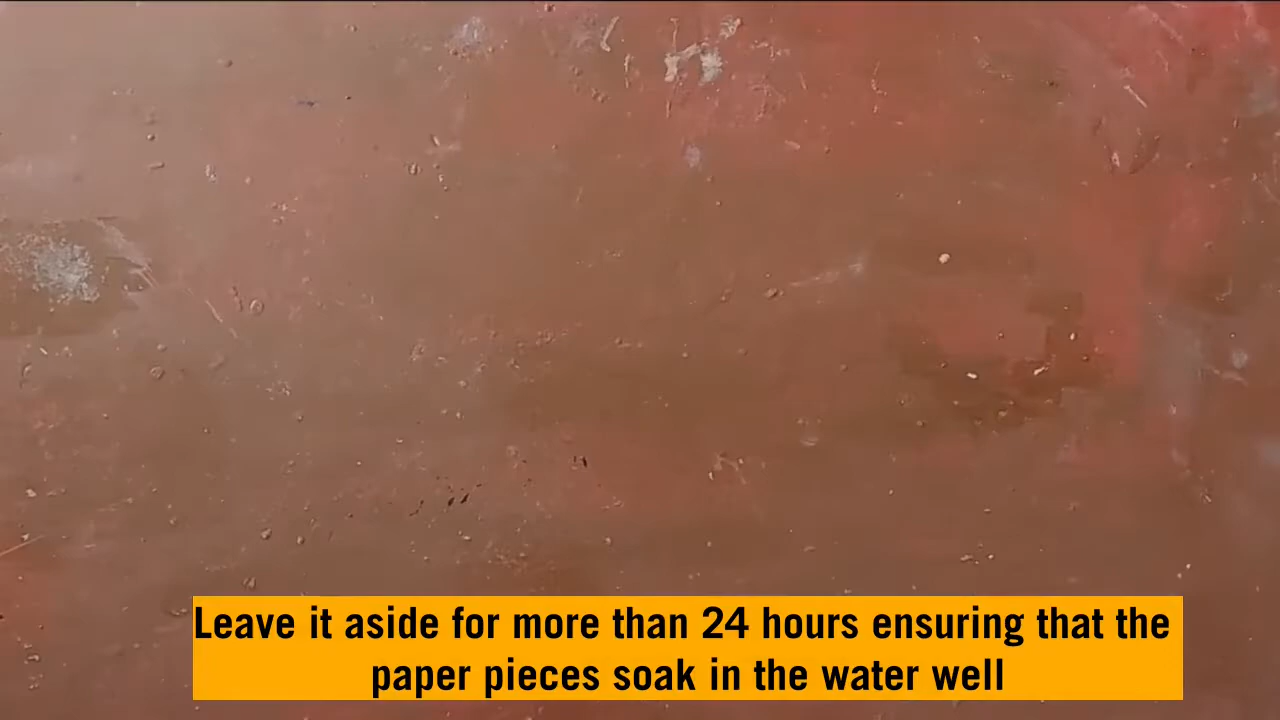 Leave it aside for more than 24 hours ensuring that the
paper pieces soak in the water well